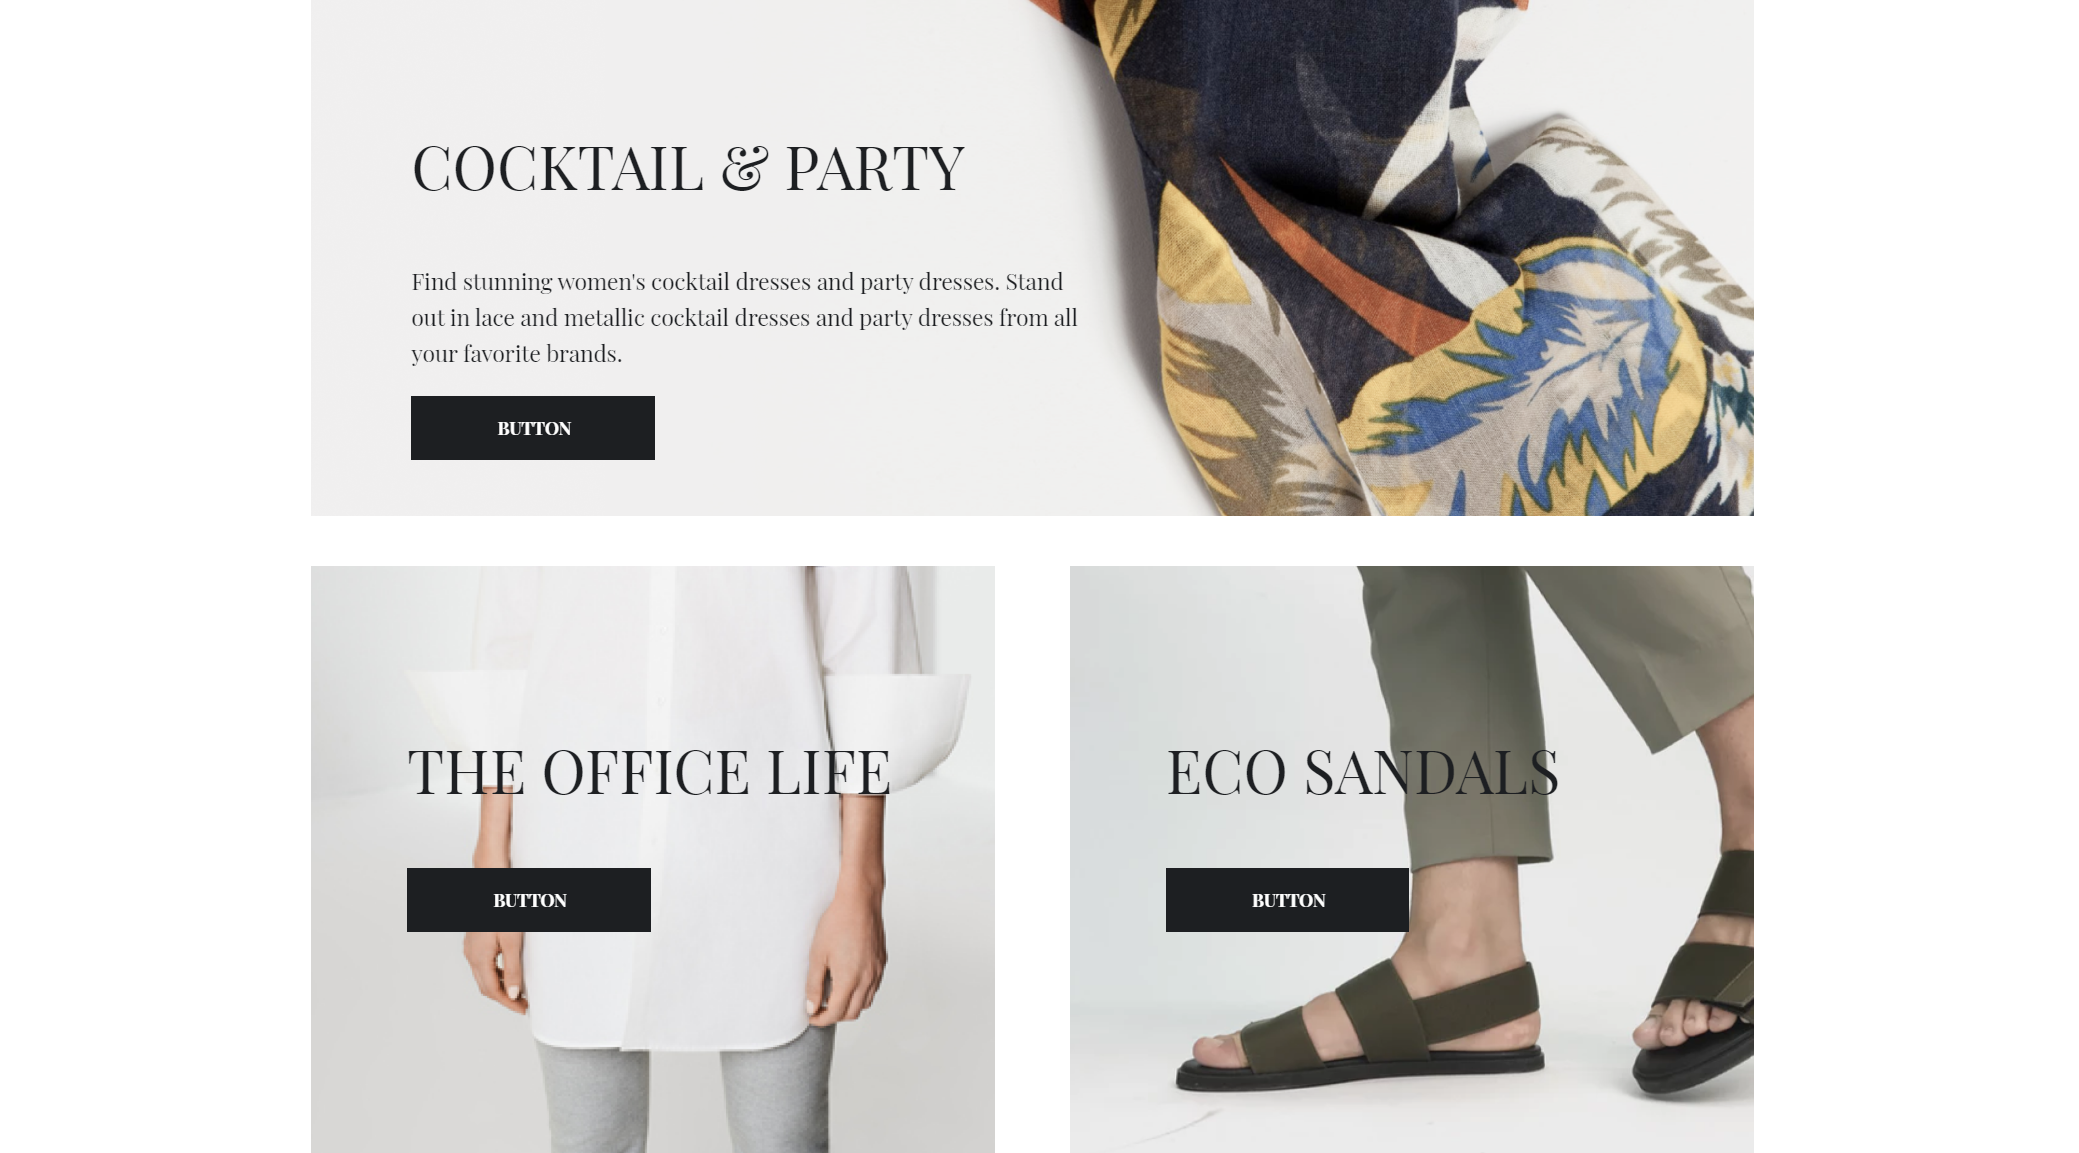 COCKTAIL & PARTY
Find stunning women's cocktail dresses and party dresses. Stand
out in lace and metallic cocktail dresses and party dresses from all
your favorite brands.
BUTTON
THE OFFICE LIFE
BUTTON
ECO SANDALS
BUTTON